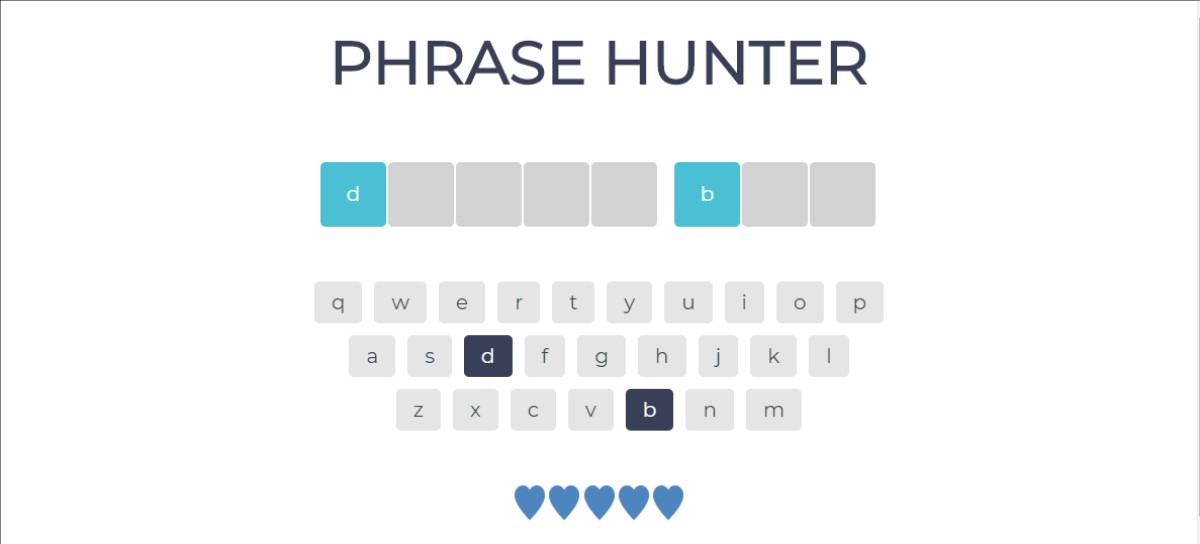 PHRASE HUNTER
d b
q w e r t y u i o p
a s d f g h j k l
z x c v b n m